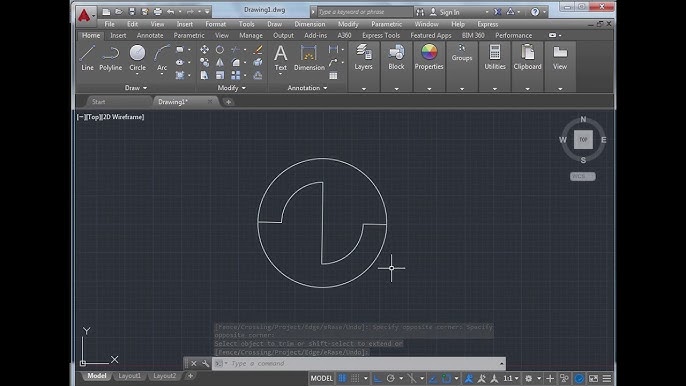 Drawing1.dwg
Type a keyword or phrase
Sign In
Home
Insert
Format
Tools
Draw
Dimension
Modify
Parametric
Window
Help
Express
Home
Insert
Annotate
Parametric
View
Manage
Output
Add-ins
A360
Express Tools
Featured Apps
BIM 360
Performance
Line
Polyline
Circle
Arc
Text
Dimension
Layers
Block
Properties
Groups
Utilities
Clipboard
View
Draw
Modify
Annotation
Start
Drawing1*
[−][Top][2D Wireframe]
N
W
TOP
E
S
WCS
[Fence/Crossing/Project/Edge/eRase/Undo]: Specify opposite corner: Specify
opposite corner:
Select object to trim or shift-select to extend or
[Fence/Crossing/Project/Edge/eRase/Undo]:
Type a command
Y
X
Model
Layout1
Layout2
+
MODEL
1:1